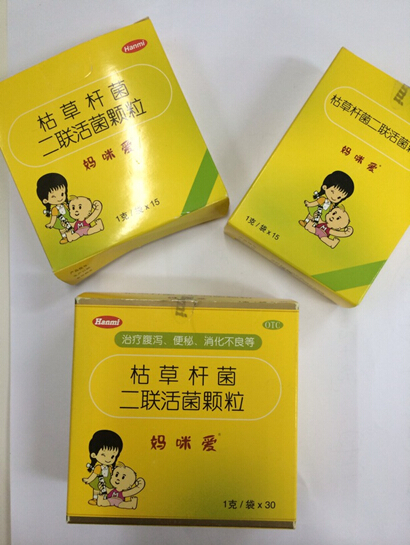 Hanmi
枯草杆菌
二联活菌颗粒
妈咪爱
1克/袋x15
枯草杆菌二联活菌颗
妈咪爱
1克/袋x15
Hanmi
OTC
治疗腹泻、便秘、消化不良等
枯草杆菌
二联活菌颗粒
妈咪爱
1克/袋x30